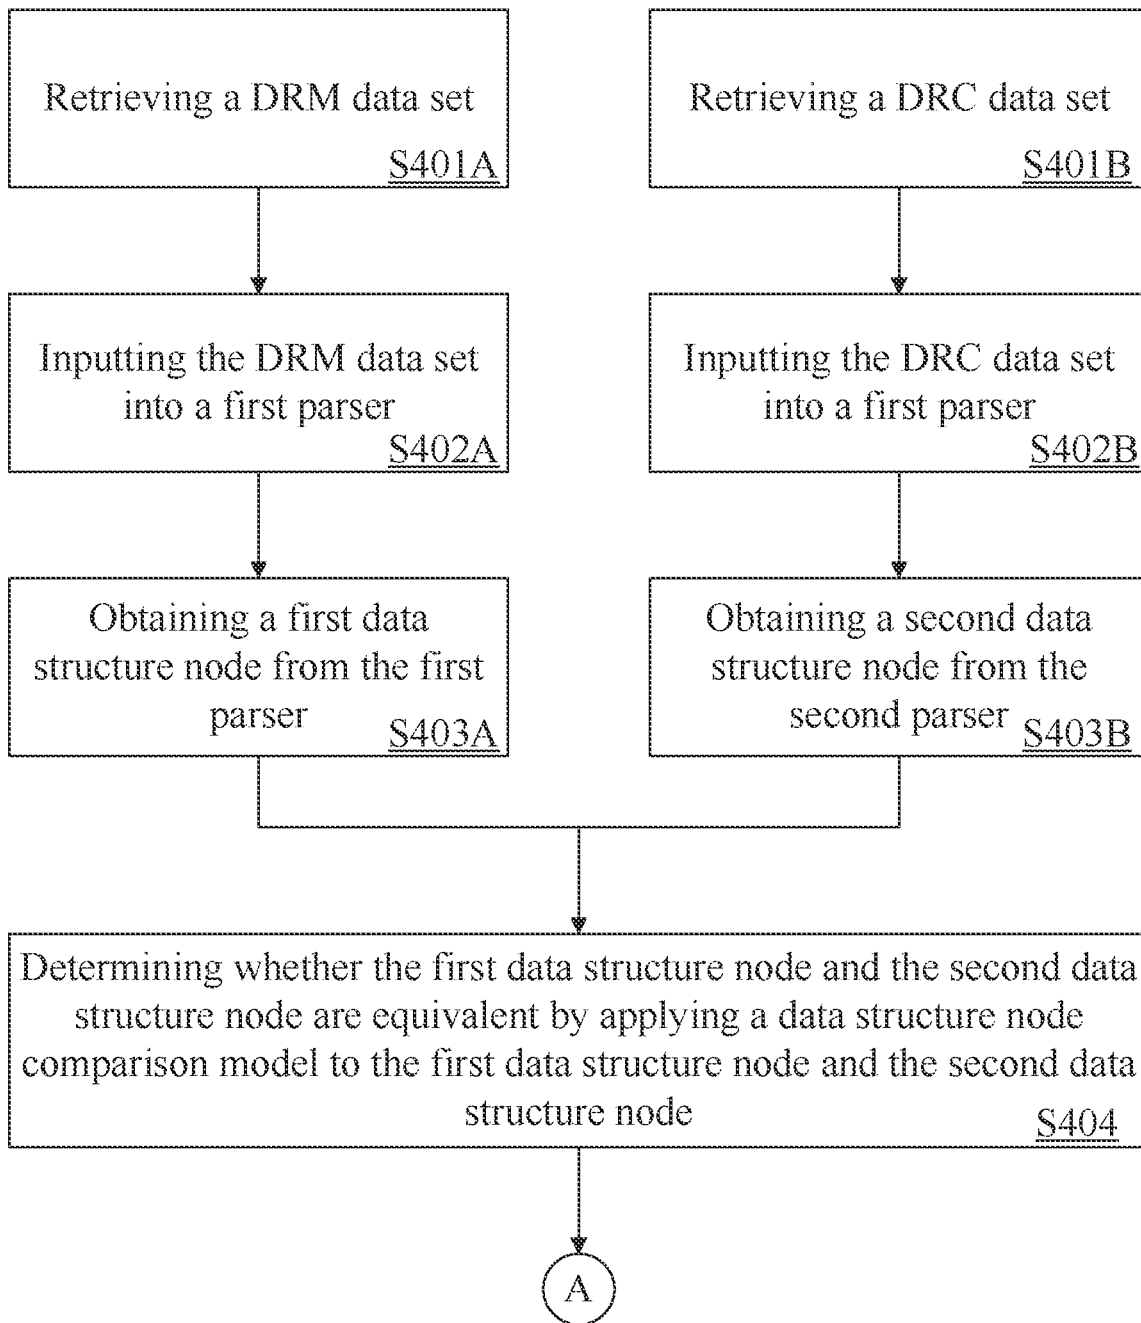 Retrieving a DRM data set
S401A
Retrieving a DRC data set
S401B
Inputting the DRM data set
into a first parser
S402A
Inputting the DRC data set
into a first parser
S402B
Obtaining a first data
structure node from the first
parser
S403A
Obtaining a second data
structure node from the
second parser
S403B
Determining whether the first data structure node and the second data
structure node are equivalent by applying a data structure node
comparison model to the first data structure node and the second data
structure node
S404
A